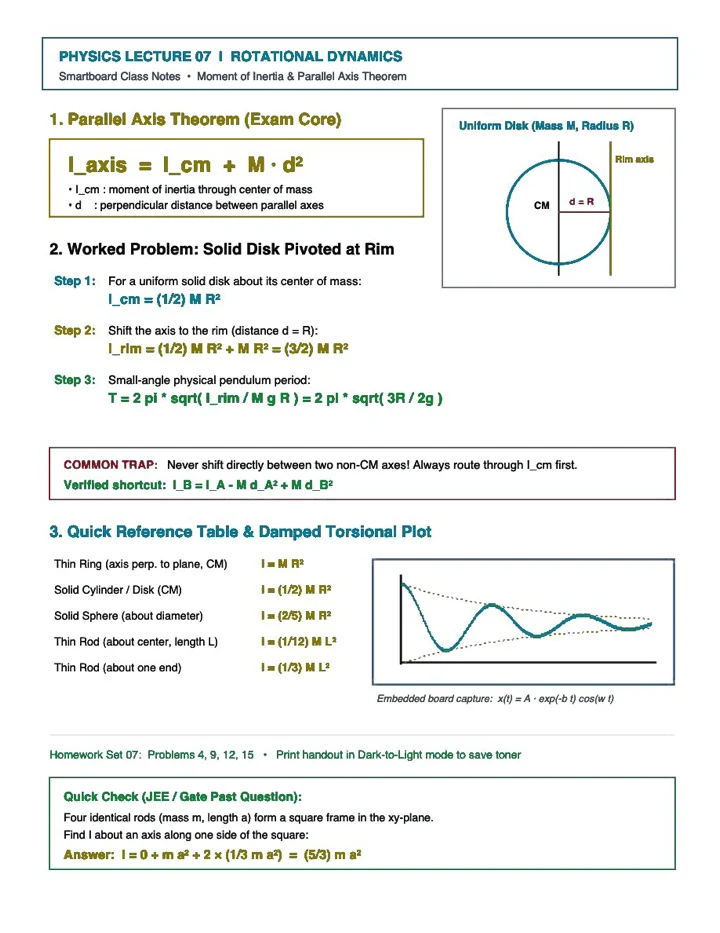 PHYSICS LECTURE 07 | ROTATIONAL DYNAMICS
Smartboard Class Notes • Moment of Inertia & Parallel Axis Theorem
1. Parallel Axis Theorem (Exam Core)
I_axis = I_cm + M · d²
• I_cm : moment of inertia through center of mass
• d : perpendicular distance between parallel axes
Uniform Disk (Mass M, Radius R)
Rim axis
CM
d = R
2. Worked Problem: Solid Disk Pivoted at Rim
Step 1: For a uniform solid disk about its center of mass:
I_cm = (1/2) M R²
Step 2: Shift the axis to the rim (distance d = R):
I_rim = (1/2) M R² + M R² = (3/2) M R²
Step 3: Small-angle physical pendulum period:
T = 2 pi * sqrt( I_rim / M g R ) = 2 pi * sqrt( 3R / 2g )
COMMON TRAP: Never shift directly between two non-CM axes! Always route through I_cm first.
Verified shortcut: I_B = I_A - M d_A² + M d_B²
3. Quick Reference Table & Damped Torsional Plot
Thin Ring (axis perp. to plane, CM) I = M R²
Solid Cylinder / Disk (CM) I = (1/2) M R²
Solid Sphere (about diameter) I = (2/5) M R²
Thin Rod (about center, length L) I = (1/12) M L²
Thin Rod (about one end) I = (1/3) M L²
Embedded board capture: x(t) = A · exp(-b t) cos(w t)
Homework Set 07: Problems 4, 9, 12, 15 • Print handout in Dark-to-Light mode to save toner
Quick Check (JEE / Gate Past Question):
Four identical rods (mass m, length a) form a square frame in the xy-plane.
Find I about an axis along one side of the square:
Answer: I = 0 + m a² + 2 × (1/3 m a²) = (5/3) m a²